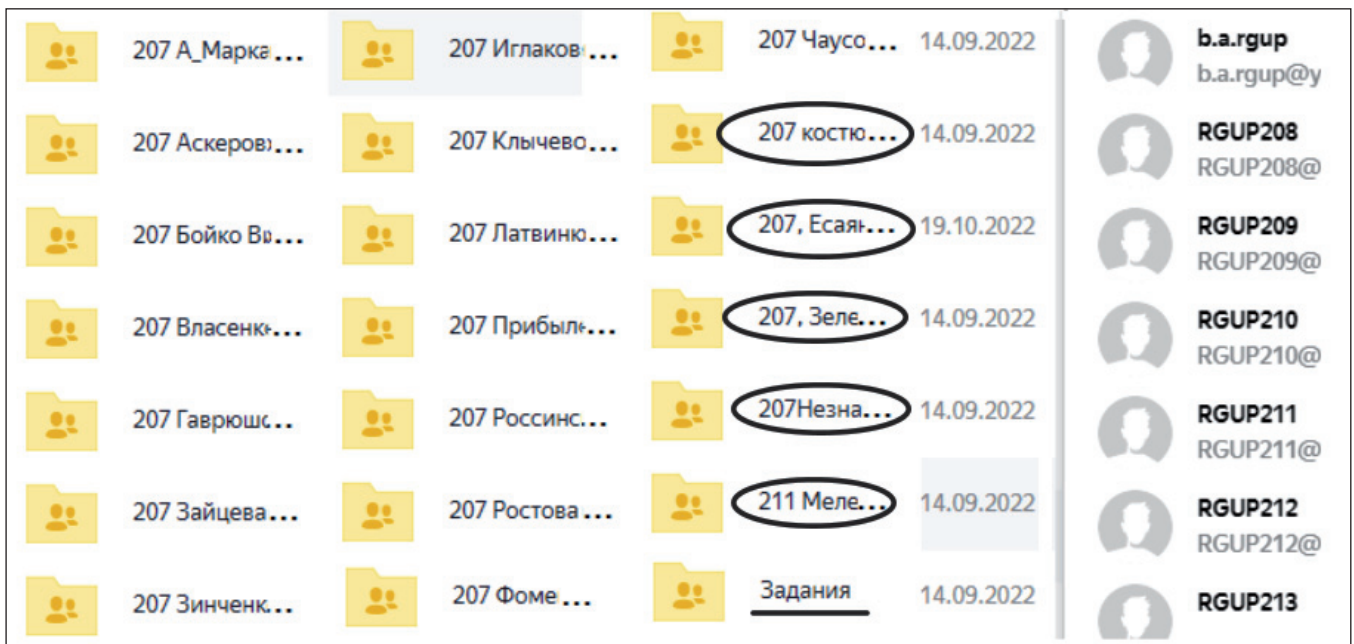 207 А_Марка...
207 Аскеров...
207 Бойко Ви...
207 Власенк...
207 Гаврюш...
207 Зайцева...
207 Зинченк...
207 Иглаков...
207 Клычево...
207 Латвиню...
207 Прибыл...
207 Россинс...
207 Ростова...
207 Фоме...
207 Чаусо... 14.09.2022
207 костю... 14.09.2022
207, Есаян... 19.10.2022
207, Зеле... 14.09.2022
207Незна... 14.09.2022
211 Меле... 14.09.2022
Задания 14.09.2022
b.a.rgup
b.a.rgup@y
RGUP208
RGUP208@
RGUP209
RGUP209@
RGUP210
RGUP210@
RGUP211
RGUP211@
RGUP212
RGUP212@
RGUP213